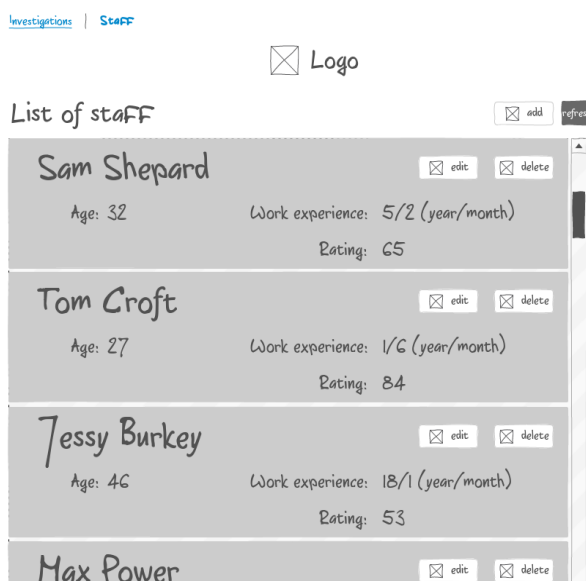 Investigations | Staff
Logo
List of staff add
Sam Shepard edit delete
Age: 32 Work experience: 5/2 (year/month)
Rating: 65
Tom Croft edit delete
Age: 27 Work experience: 1/6 (year/month)
Rating: 84
Jessy Burkey edit delete
Age: 46 Work experience: 18/1 (year/month)
Rating: 53
Max Power edit delete